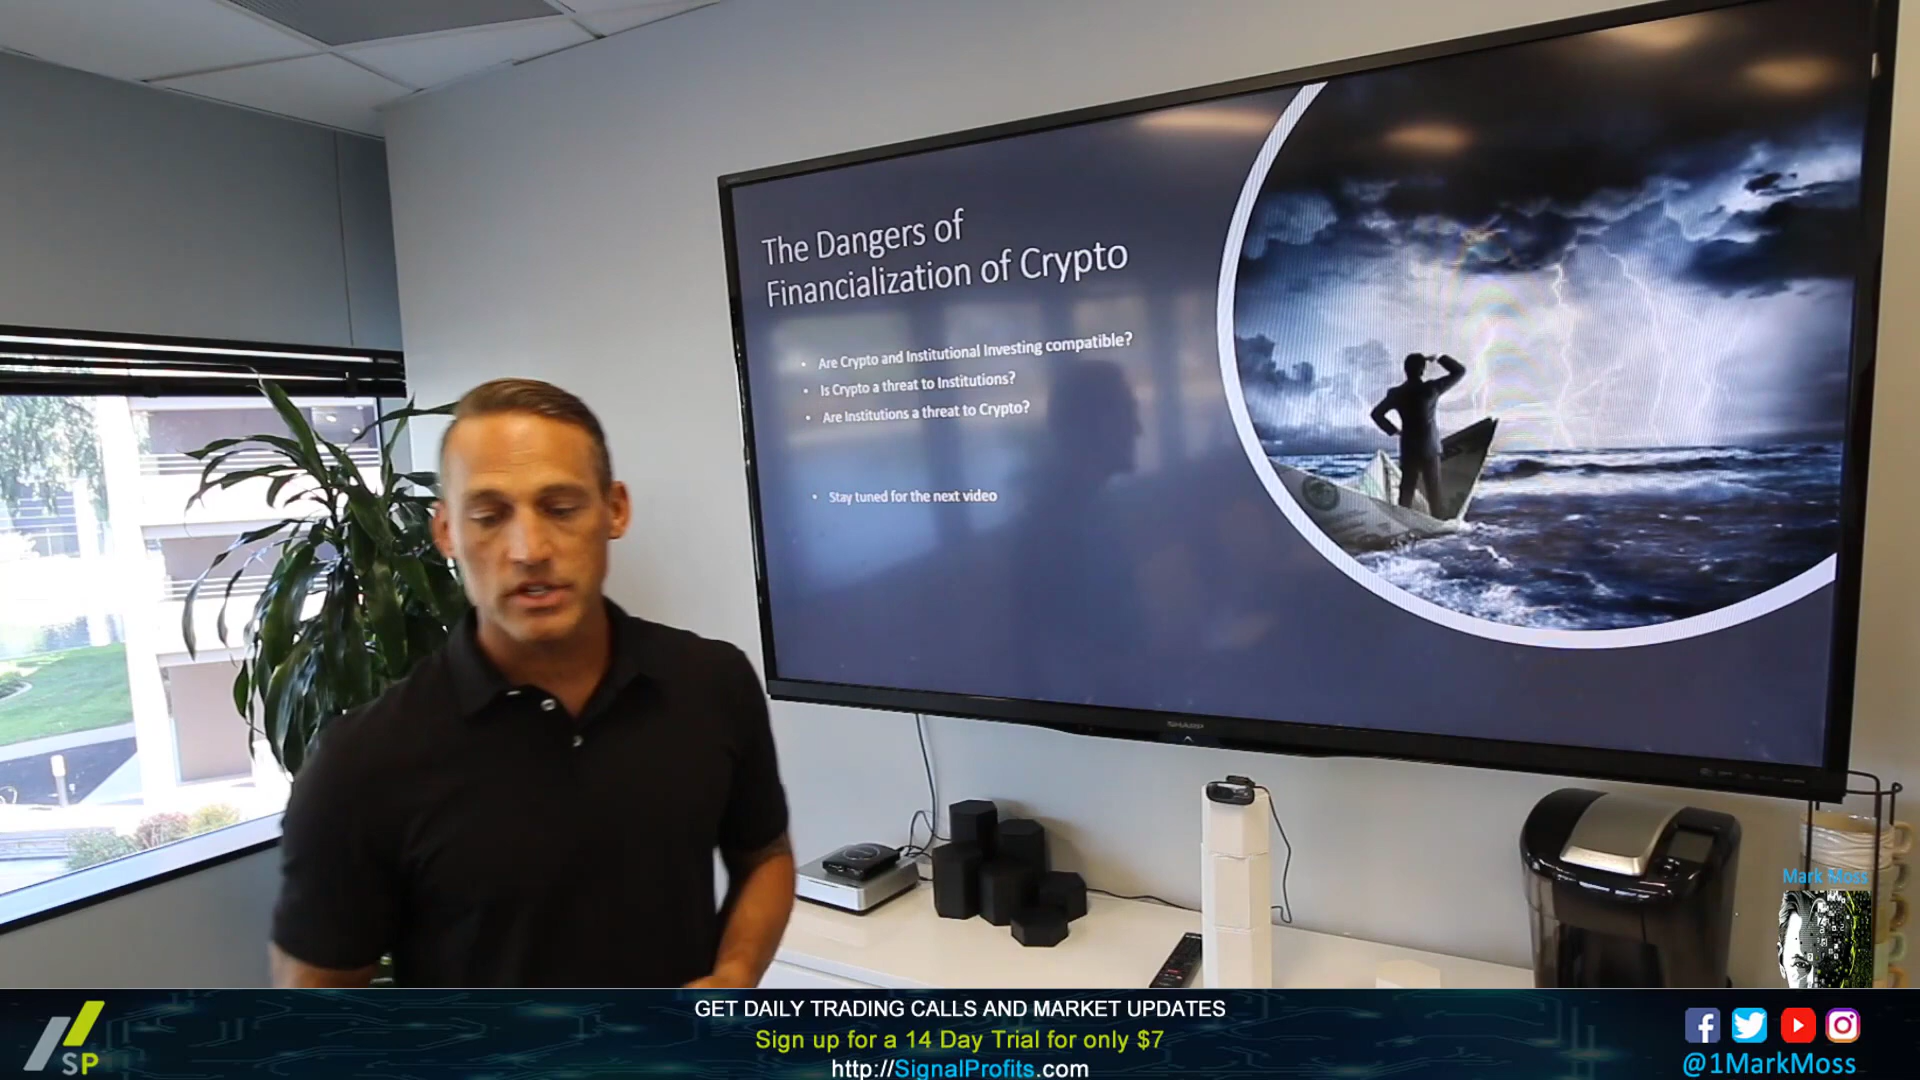 The Dangers of
Financialization of Crypto
• Are Crypto and Institutional Investing compatible?
• Is Crypto a threat to Institutions?
• Are Institutions a threat to Crypto?
• Stay tuned for the next video
SHARP
Mark Moss
SP
GET DAILY TRADING CALLS AND MARKET UPDATES
Sign up for a 14 Day Trial for only $7
http://SignalProfits.com
@1MarkMoss